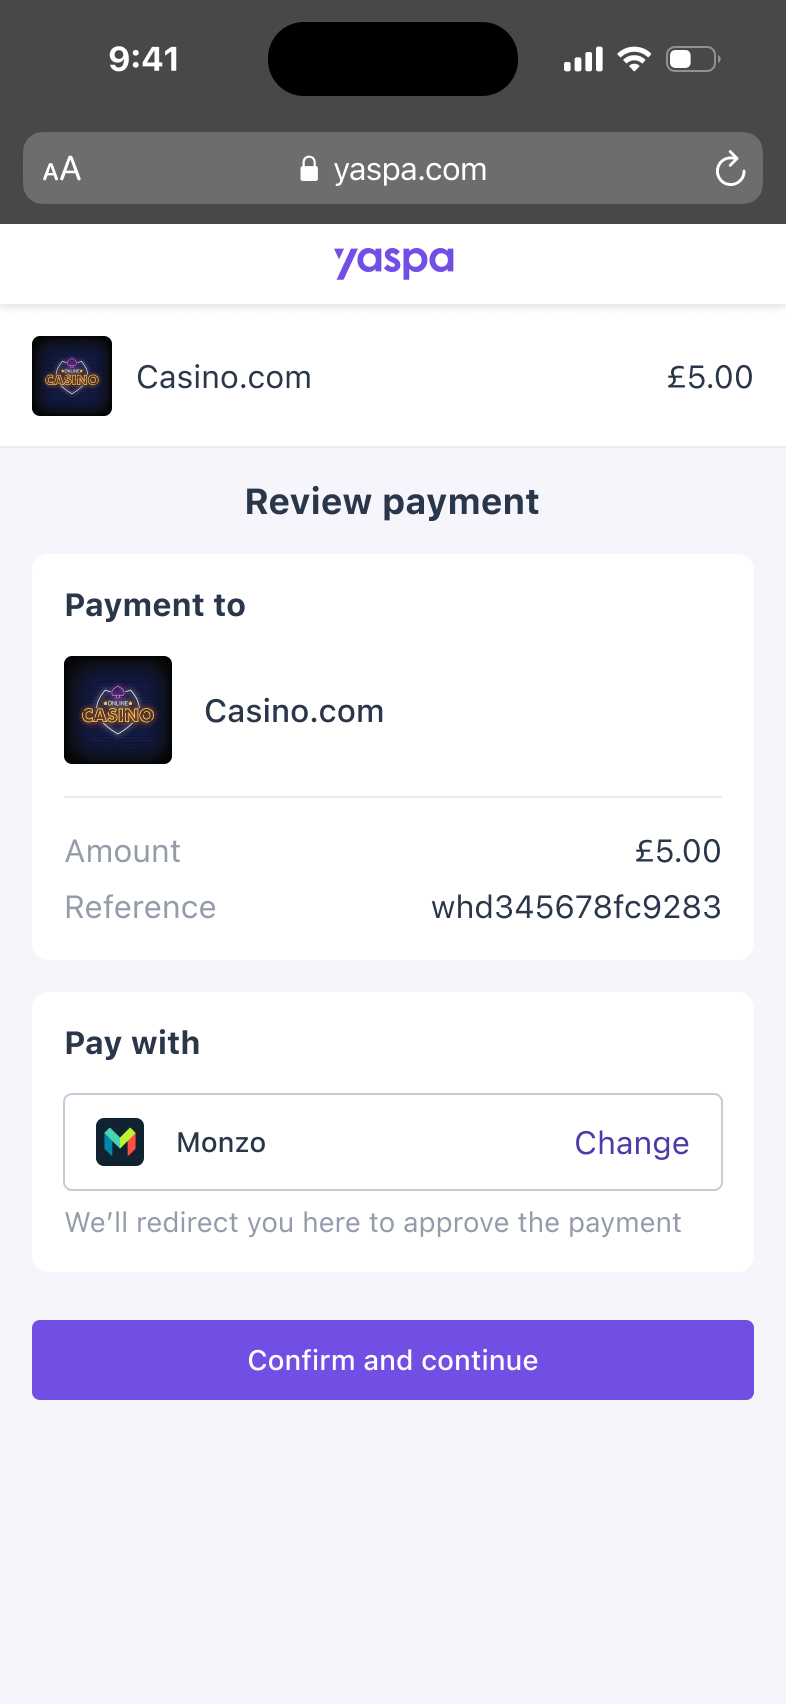 9:41
AA yaspa.com
yaspa
ONLINE
CASINO
Casino.com £5.00
Review payment
Payment to
ONLINE
CASINO
Casino.com
Amount £5.00
Reference whd345678fc9283
Pay with
Monzo Change
We’ll redirect you here to approve the payment
Confirm and continue